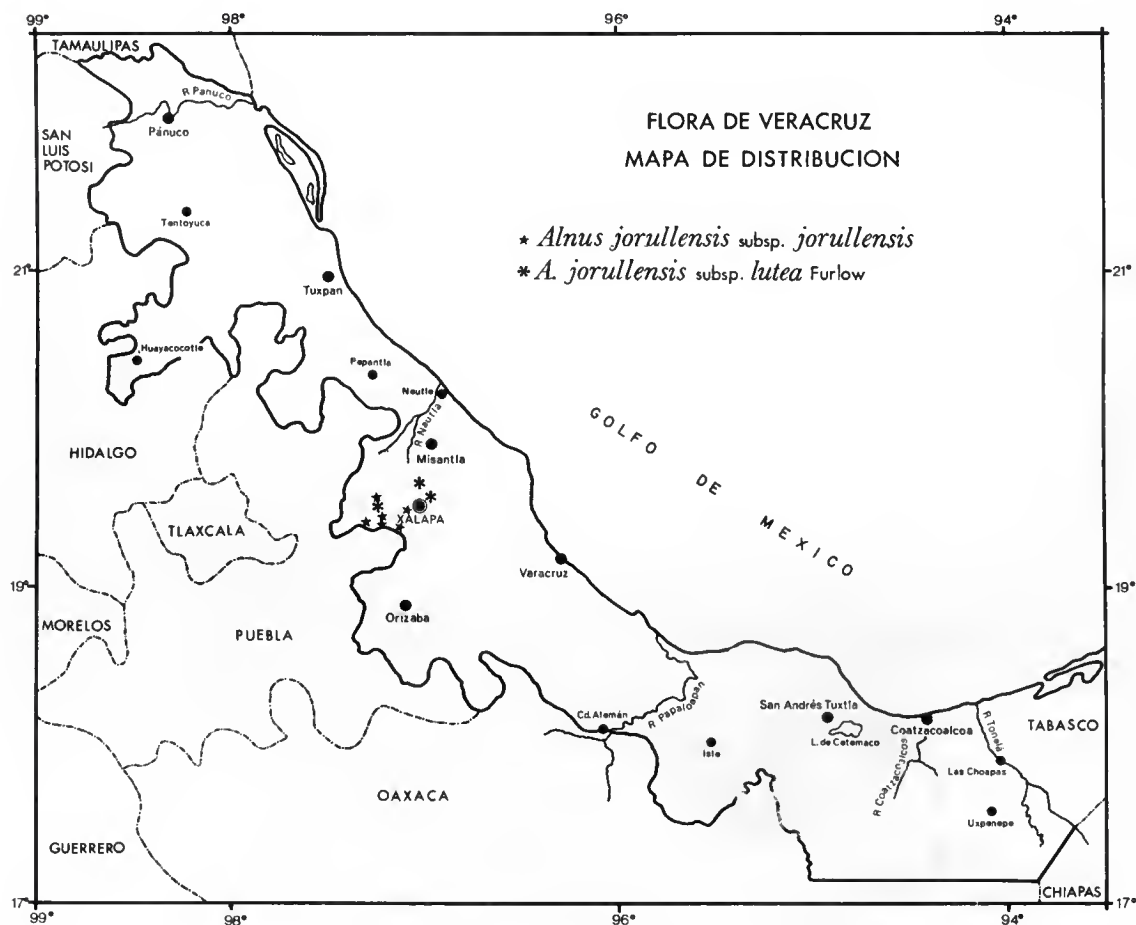 99° 98° 96° 94°
TAMAULIPAS
R Panuco
Pánuco
SAN
LUIS
POTOSI
FLORA DE VERACRUZ
MAPA DE DISTRIBUCION
Tantoyuca
★ Alnus jorullensis subsp. jorullensis
* A. jorullensis subsp. lutea Furlow
21° 21°
Tuxpan
Huayacocotla
Papantla
Nautla
R Nautla
GOLFO DE MEXICO
HIDALGO
Misantla
XALAPA
TLAXCALA
Veracruz
19° 19°
Orizaba
MORELOS
PUEBLA
R Papaloapan
San Andrés Tuxtla
Cd. Alemán
L. de Catemaco
Coatzacoalcos
R Tonalá
TABASCO
Isla
R Coatzacoalcos
Las Choapas
OAXACA
Uxpanapa
GUERRERO
CHIAPAS
17°
99° 98° 96° 94° 17°